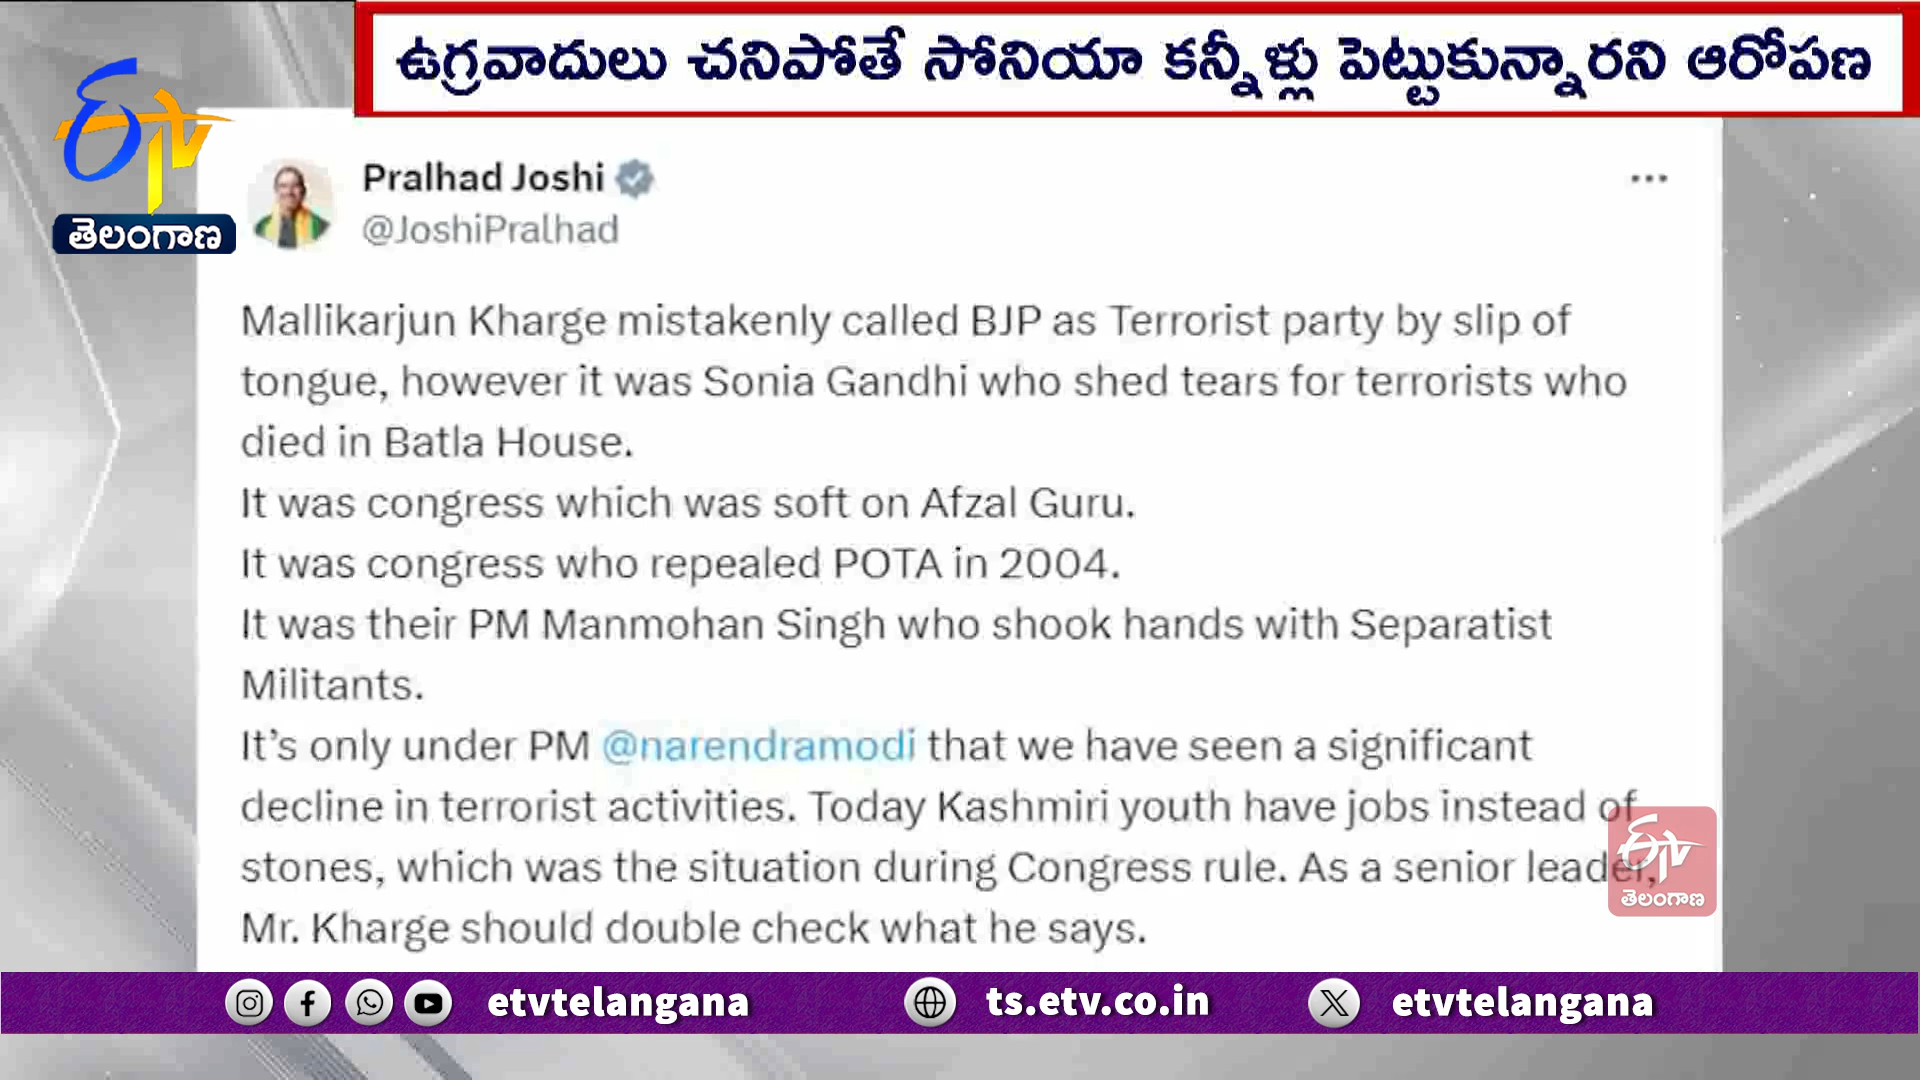 ఉగ్రవాదులు చనిపోతే సోనియా కన్నీళ్లు పెట్టుకున్నారని ఆరోపణ
ఈTV
తెలంగాణ
Pralhad Joshi
@JoshiPralhad
Mallikarjun Kharge mistakenly called BJP as Terrorist party by slip of
tongue, however it was Sonia Gandhi who shed tears for terrorists who
died in Batla House.
It was congress which was soft on Afzal Guru.
It was congress who repealed POTA in 2004.
It was their PM Manmohan Singh who shook hands with Separatist
Militants.
It's only under PM @narendramodi that we have seen a significant
decline in terrorist activities. Today Kashmiri youth have jobs instead of
stones, which was the situation during Congress rule. As a senior leader,
Mr. Kharge should double check what he says.
ఈTV
తెలంగాణ
etvtelangana ts.etv.co.in etvtelangana